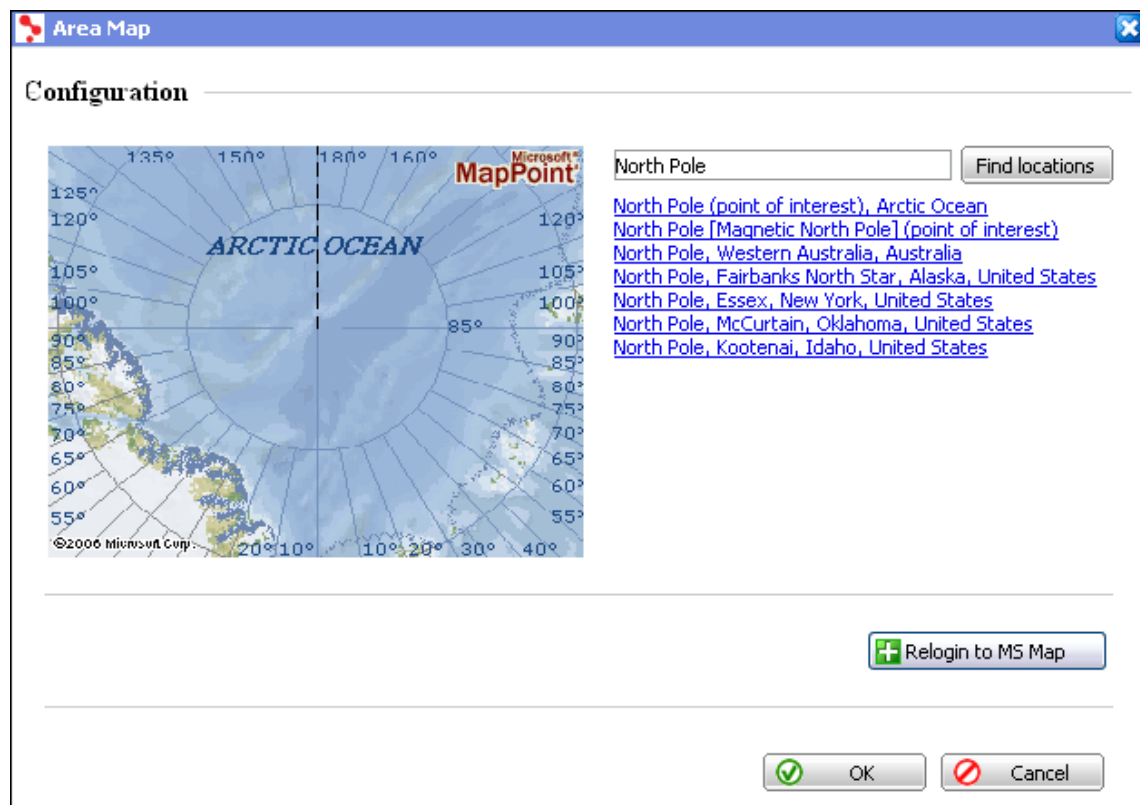 Area Map
Configuration
135° 150° 180° 160°
Microsoft®
MapPoint®
125°
120° 120°
ARCTIC OCEAN
105° 105°
100° 100°
85°
90° 90°
85° 85°
80° 80°
75° 75°
70° 70°
65° 65°
60° 60°
55° 55°
©2006 Microsoft Corp.
20° 10° 10° 20° 30° 40°
North Pole
Find locations
North Pole (point of interest), Arctic Ocean
North Pole [Magnetic North Pole] (point of interest)
North Pole, Western Australia, Australia
North Pole, Fairbanks North Star, Alaska, United States
North Pole, Essex, New York, United States
North Pole, McCurtain, Oklahoma, United States
North Pole, Kootenai, Idaho, United States
Relogin to MS Map
OK
Cancel